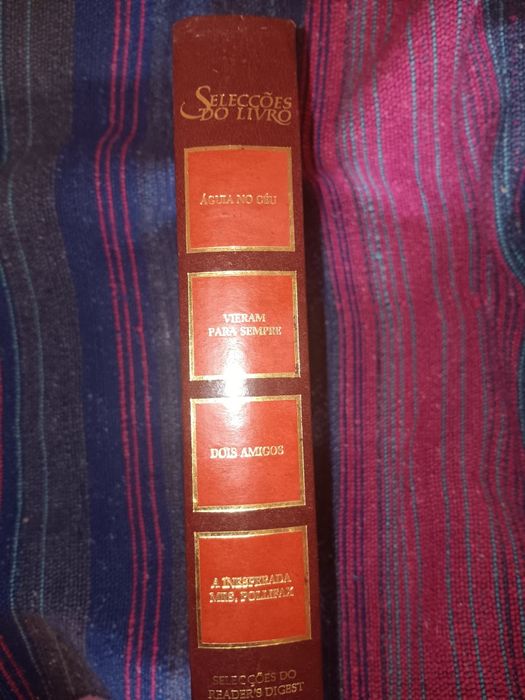 SELECÇÕES
DO LIVRO
ÁGUIA NO CÉU
VIERAM
PARA SEMPRE
DOIS AMIGOS
A INESPERADA
MRS. POLLIFAX
SELECÇÕES DO
READER'S DIGEST